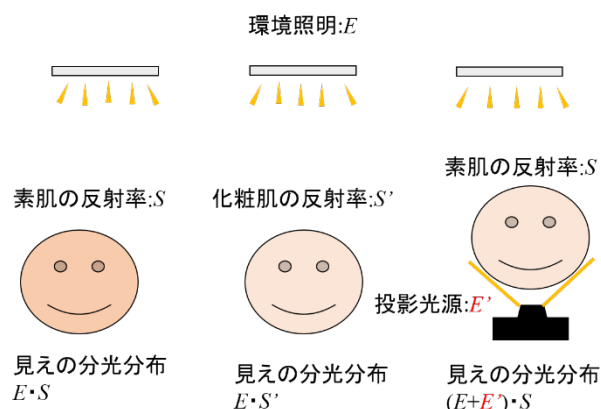 環境照明:E
素肌の反射率:S
化粧肌の反射率:S’
素肌の反射率:S
投影光源:E’
見えの分光分布
E・S
見えの分光分布
E・S’
見えの分光分布
(E+E’)・S